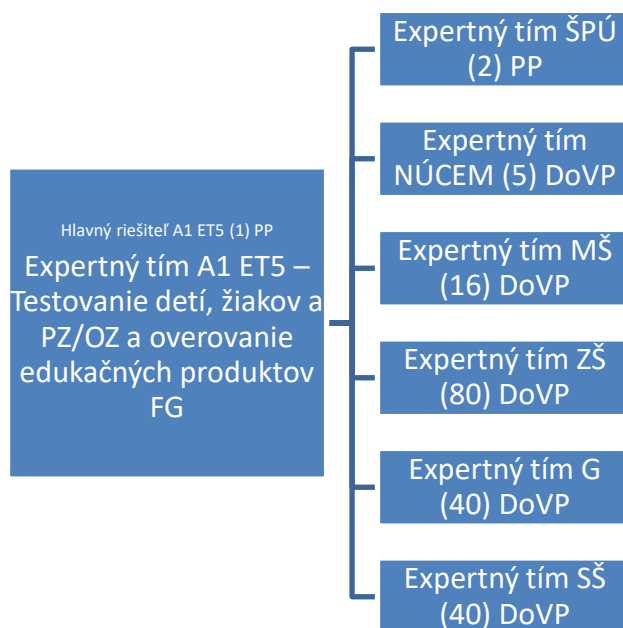 Hlavný riešiteľ A1 ET5 (1) PP
Expertný tím A1 ET5 –
Testovanie detí, žiakov a
PZ/OZ a overovanie
edukačných produktov
FG
Expertný tím ŠPÚ
(2) PP
Expertný tím
NÚCEM (5) DoVP
Expertný tím MŠ
(16) DoVP
Expertný tím ZŠ
(80) DoVP
Expertný tím G
(40) DoVP
Expertný tím SŠ
(40) DoVP